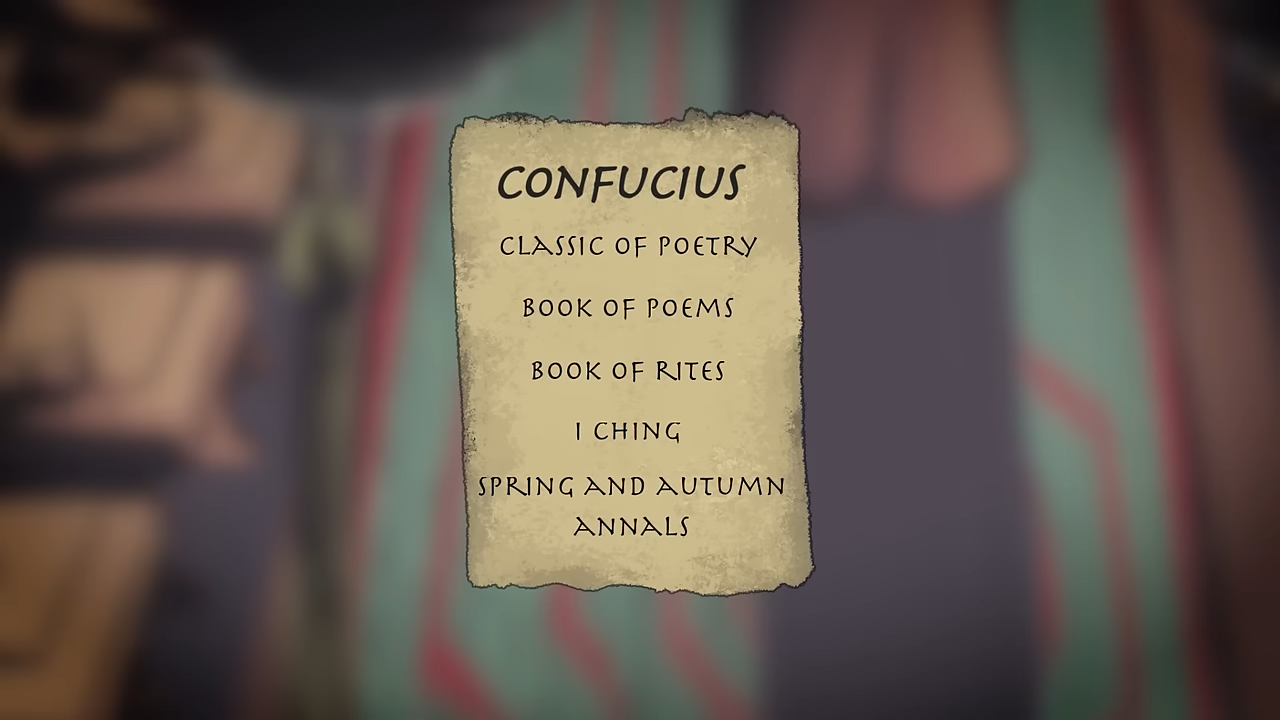 CONFUCIUS
CLASSIC OF POETRY
BOOK OF POEMS
BOOK OF RITES
I CHING
SPRING AND AUTUMN
ANNALS